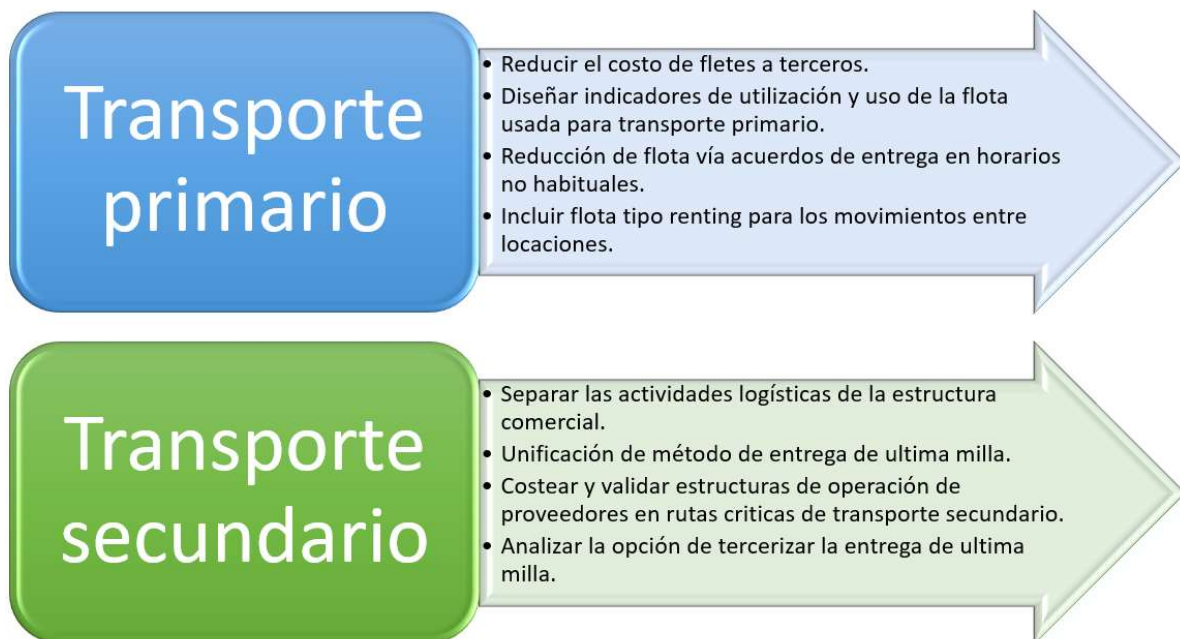 Transporte
primario
• Reducir el costo de fletes a terceros.
• Diseñar indicadores de utilización y uso de la flota
usada para transporte primario.
• Reducción de flota vía acuerdos de entrega en horarios
no habituales.
• Incluir flota tipo renting para los movimientos entre
locaciones.
Transporte
secundario
• Separar las actividades logísticas de la estructura
comercial.
• Unificación de método de entrega de ultima milla.
• Costear y validar estructuras de operación de
proveedores en rutas criticas de transporte secundario.
• Analizar la opción de tercerizar la entrega de ultima
milla.